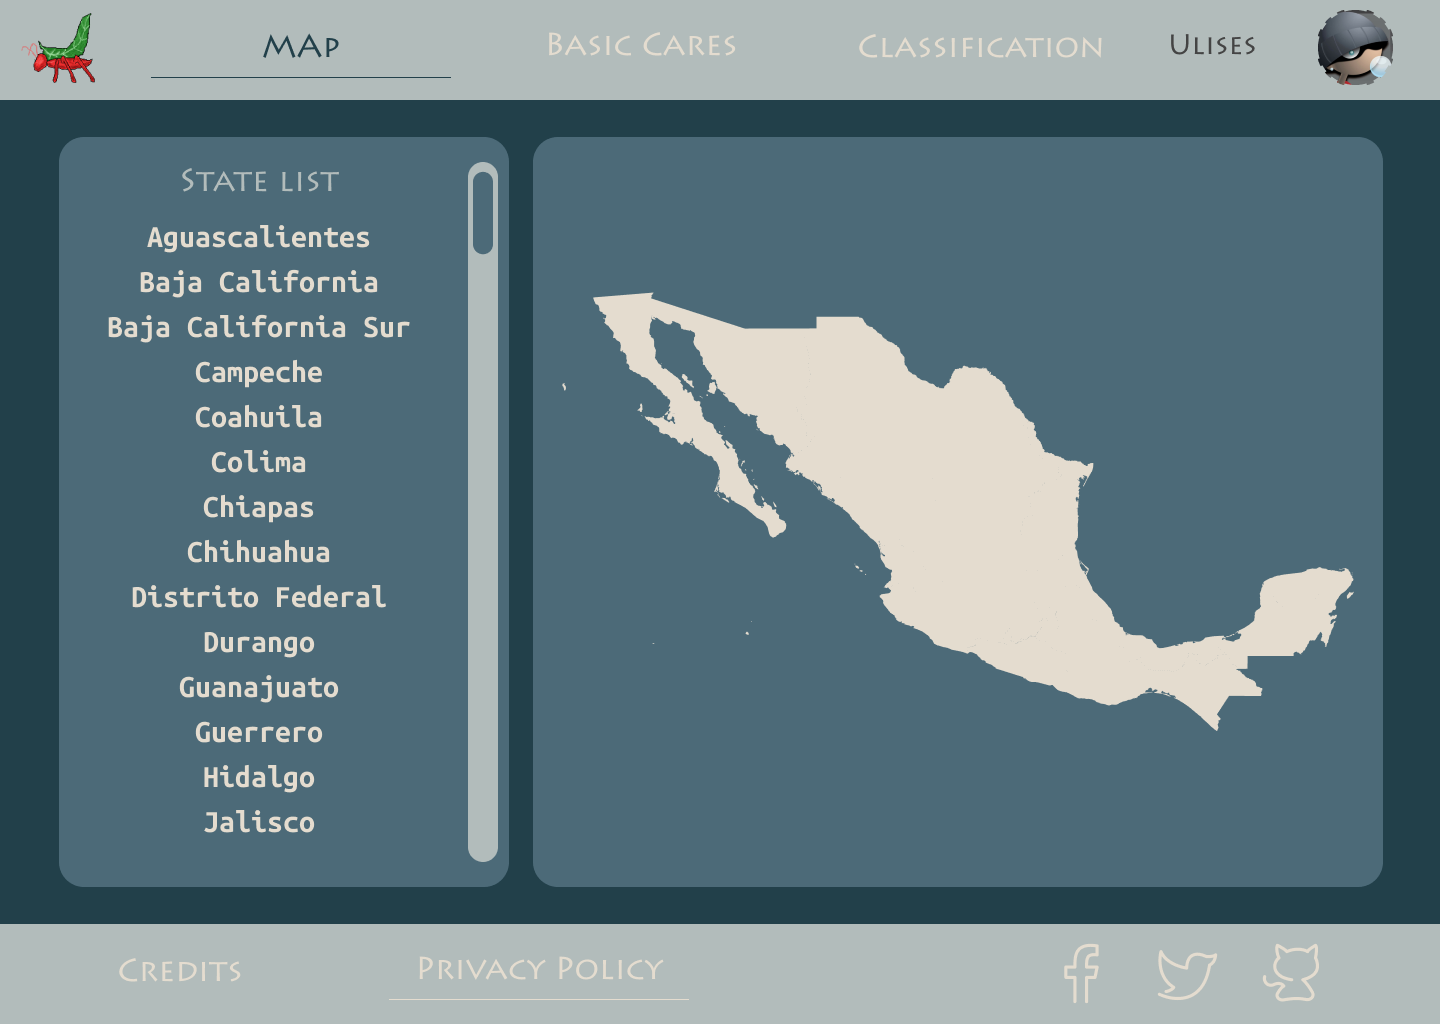 MAp
Basic Cares
Classification
Ulises
State list
Aguascalientes
Baja California
Baja California Sur
Campeche
Coahuila
Colima
Chiapas
Chihuahua
Distrito Federal
Durango
Guanajuato
Guerrero
Hidalgo
Jalisco
Credits
Privacy Policy